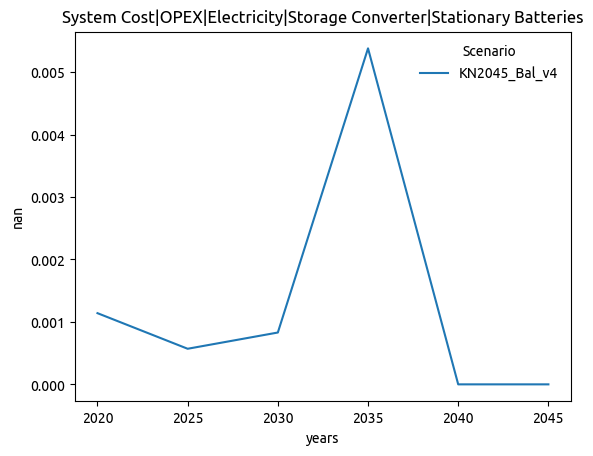 System Cost|OPEX|Electricity|Storage Converter|Stationary Batteries
Scenario
KN2045_Bal_v4
0.005
0.004
0.003
0.002
0.001
0.000
nan
2020 2025 2030 2035 2040 2045
years